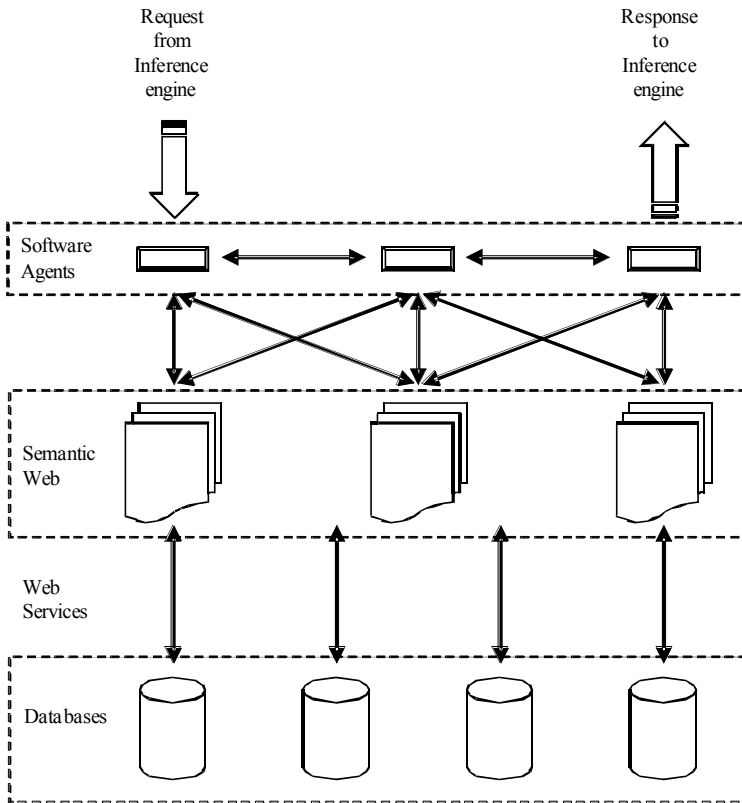 Request
from
Inference
engine
Response
to
Inference
engine
Software
Agents
Semantic
Web
Web
Services
Databases